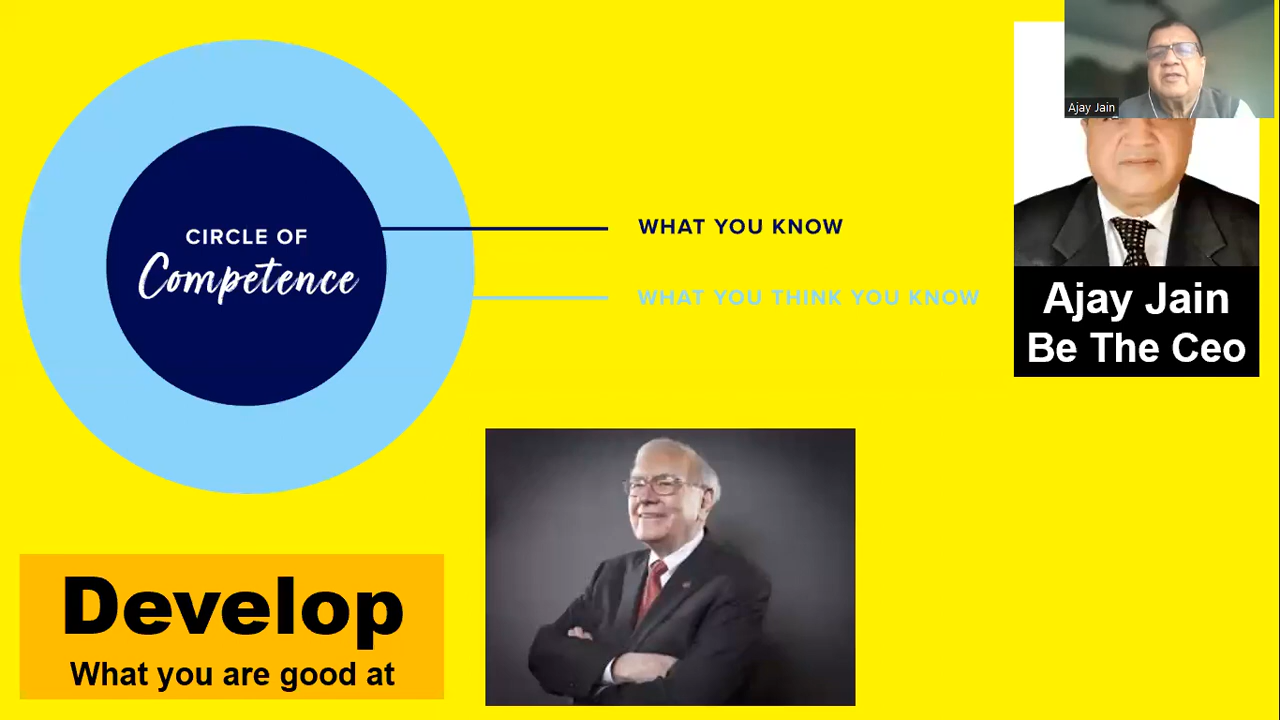 CIRCLE OF
Competence
WHAT YOU KNOW
WHAT YOU THINK YOU KNOW
Ajay Jain
Ajay Jain
Be The Ceo
Develop
What you are good at